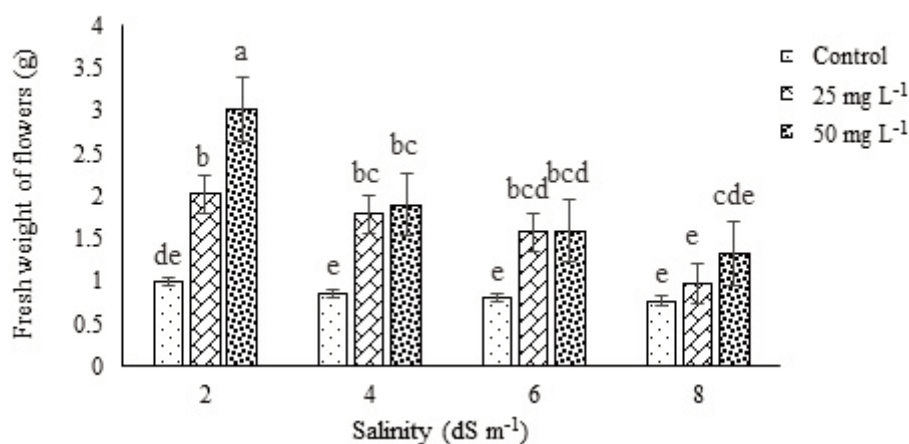 Fresh weight of flowers (g)
4
3.5
3
2.5
2
1.5
1
0.5
0
de
b
a
e
bc
bc
e
bcd
bcd
e
e
cde
2
4
6
8
Salinity (dS m⁻¹)
Control
25 mg L⁻¹
50 mg L⁻¹